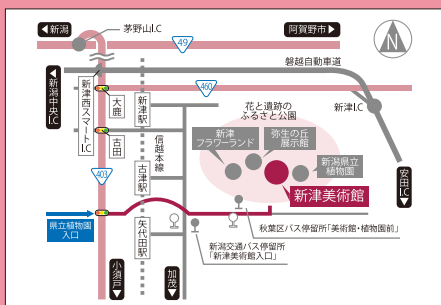 ◀新潟
茅野山I.C
49
阿賀野市▶
N
磐越自動車道
460
◀新潟中央I.C
新津西スマートI.C
大鹿
古田
新津駅
信越本線
古津駅
矢代田駅
花と遺跡の
ふるさと公園
新津I.C
新津
フラワーランド
弥生の丘
展示館
新潟県立
植物園
新津美術館
安田I.C▶
403
県立植物園
入口
秋葉区バス停留所「美術館・植物園前」
新潟交通バス停留所
「新津美術館入口」
小須戸▶
加茂▶